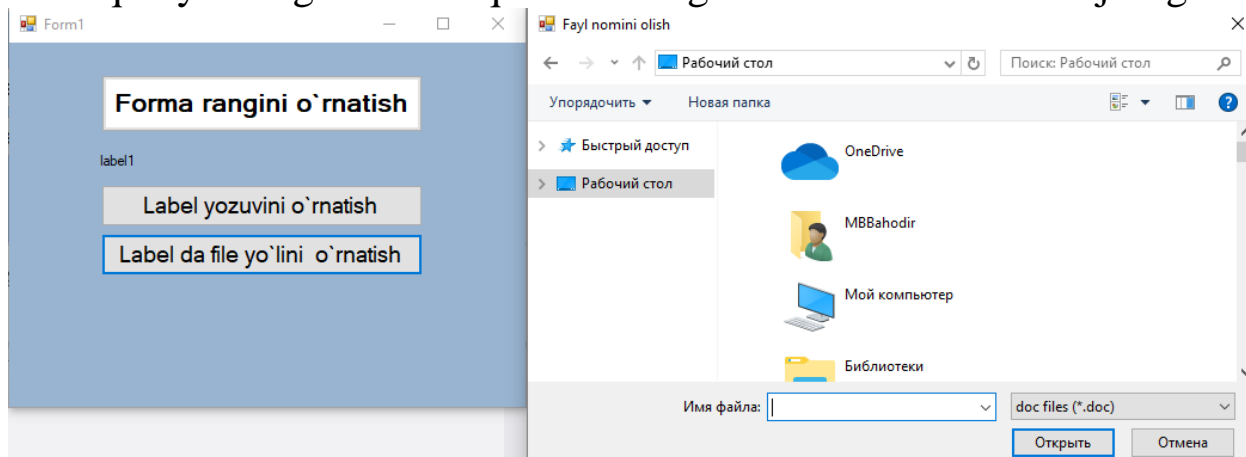 Form1
Forma rangini o`rnatish
label1
Label yozuvini o`rnatish
Label da file yo`lini o`rnatish
Fayl nomini olish
Рабочий стол
Поиск: Рабочий стол
Упорядочить
Новая папка
Быстрый доступ
Рабочий стол
OneDrive
MBBahodir
Мой компьютер
Библиотеки
Имя файла:
doc files (*.doc)
Открыть
Отмена